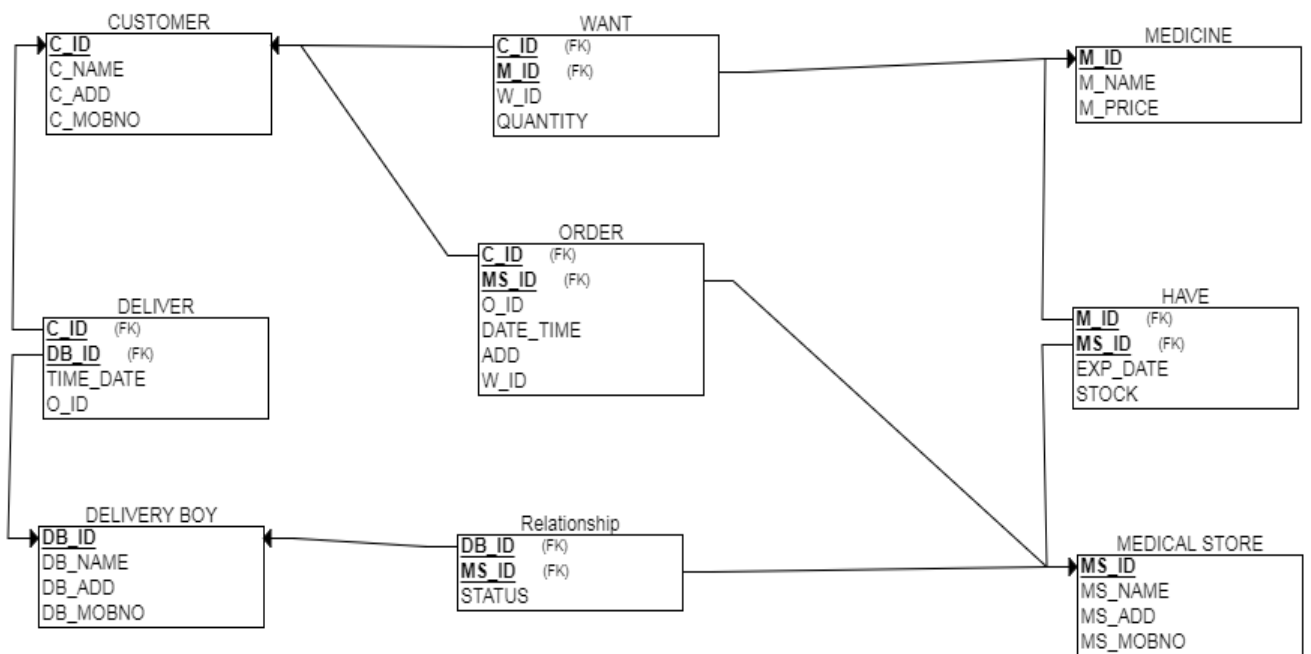 CUSTOMER
C_ID
C_NAME
C_ADD
C_MOBNO
WANT
C_ID (FK)
M_ID (FK)
W_ID
QUANTITY
MEDICINE
M_ID
M_NAME
M_PRICE
ORDER
C_ID (FK)
MS_ID (FK)
O_ID
DATE_TIME
ADD
W_ID
DELIVER
C_ID (FK)
DB_ID (FK)
TIME_DATE
O_ID
HAVE
M_ID (FK)
MS_ID (FK)
EXP_DATE
STOCK
DELIVERY BOY
DB_ID
DB_NAME
DB_ADD
DB_MOBNO
Relationship
DB_ID (FK)
MS_ID (FK)
STATUS
MEDICAL STORE
MS_ID
MS_NAME
MS_ADD
MS_MOBNO